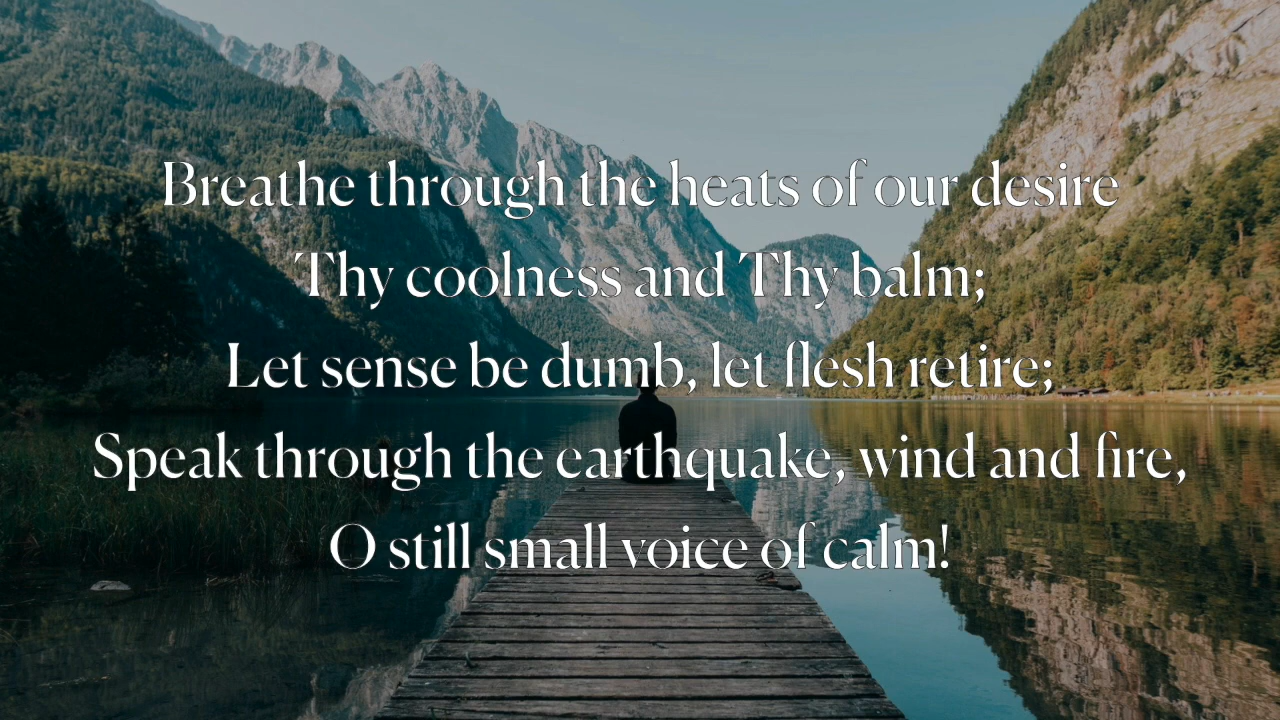 Breathe through the heats of our desire
Thy coolness and Thy balm;
Let sense be dumb, let flesh retire;
Speak through the earthquake, wind and fire,
O still small voice of calm!